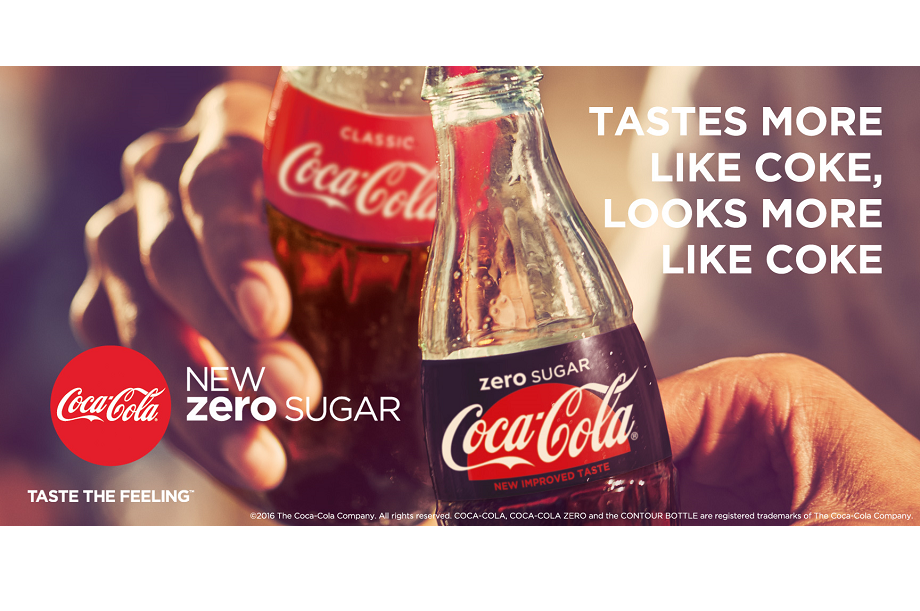 CLASSIC
Coca-Cola
TASTES MORE
LIKE COKE,
LOOKS MORE
LIKE COKE
zero SUGAR
Coca-Cola®
NEW IMPROVED TASTE
Coca-Cola
NEW
zero SUGAR
TASTE THE FEELING™
©2016 The Coca-Cola Company. All rights reserved. COCA-COLA, COCA-COLA ZERO and the CONTOUR BOTTLE are registered trademarks of The Coca-Cola Company.